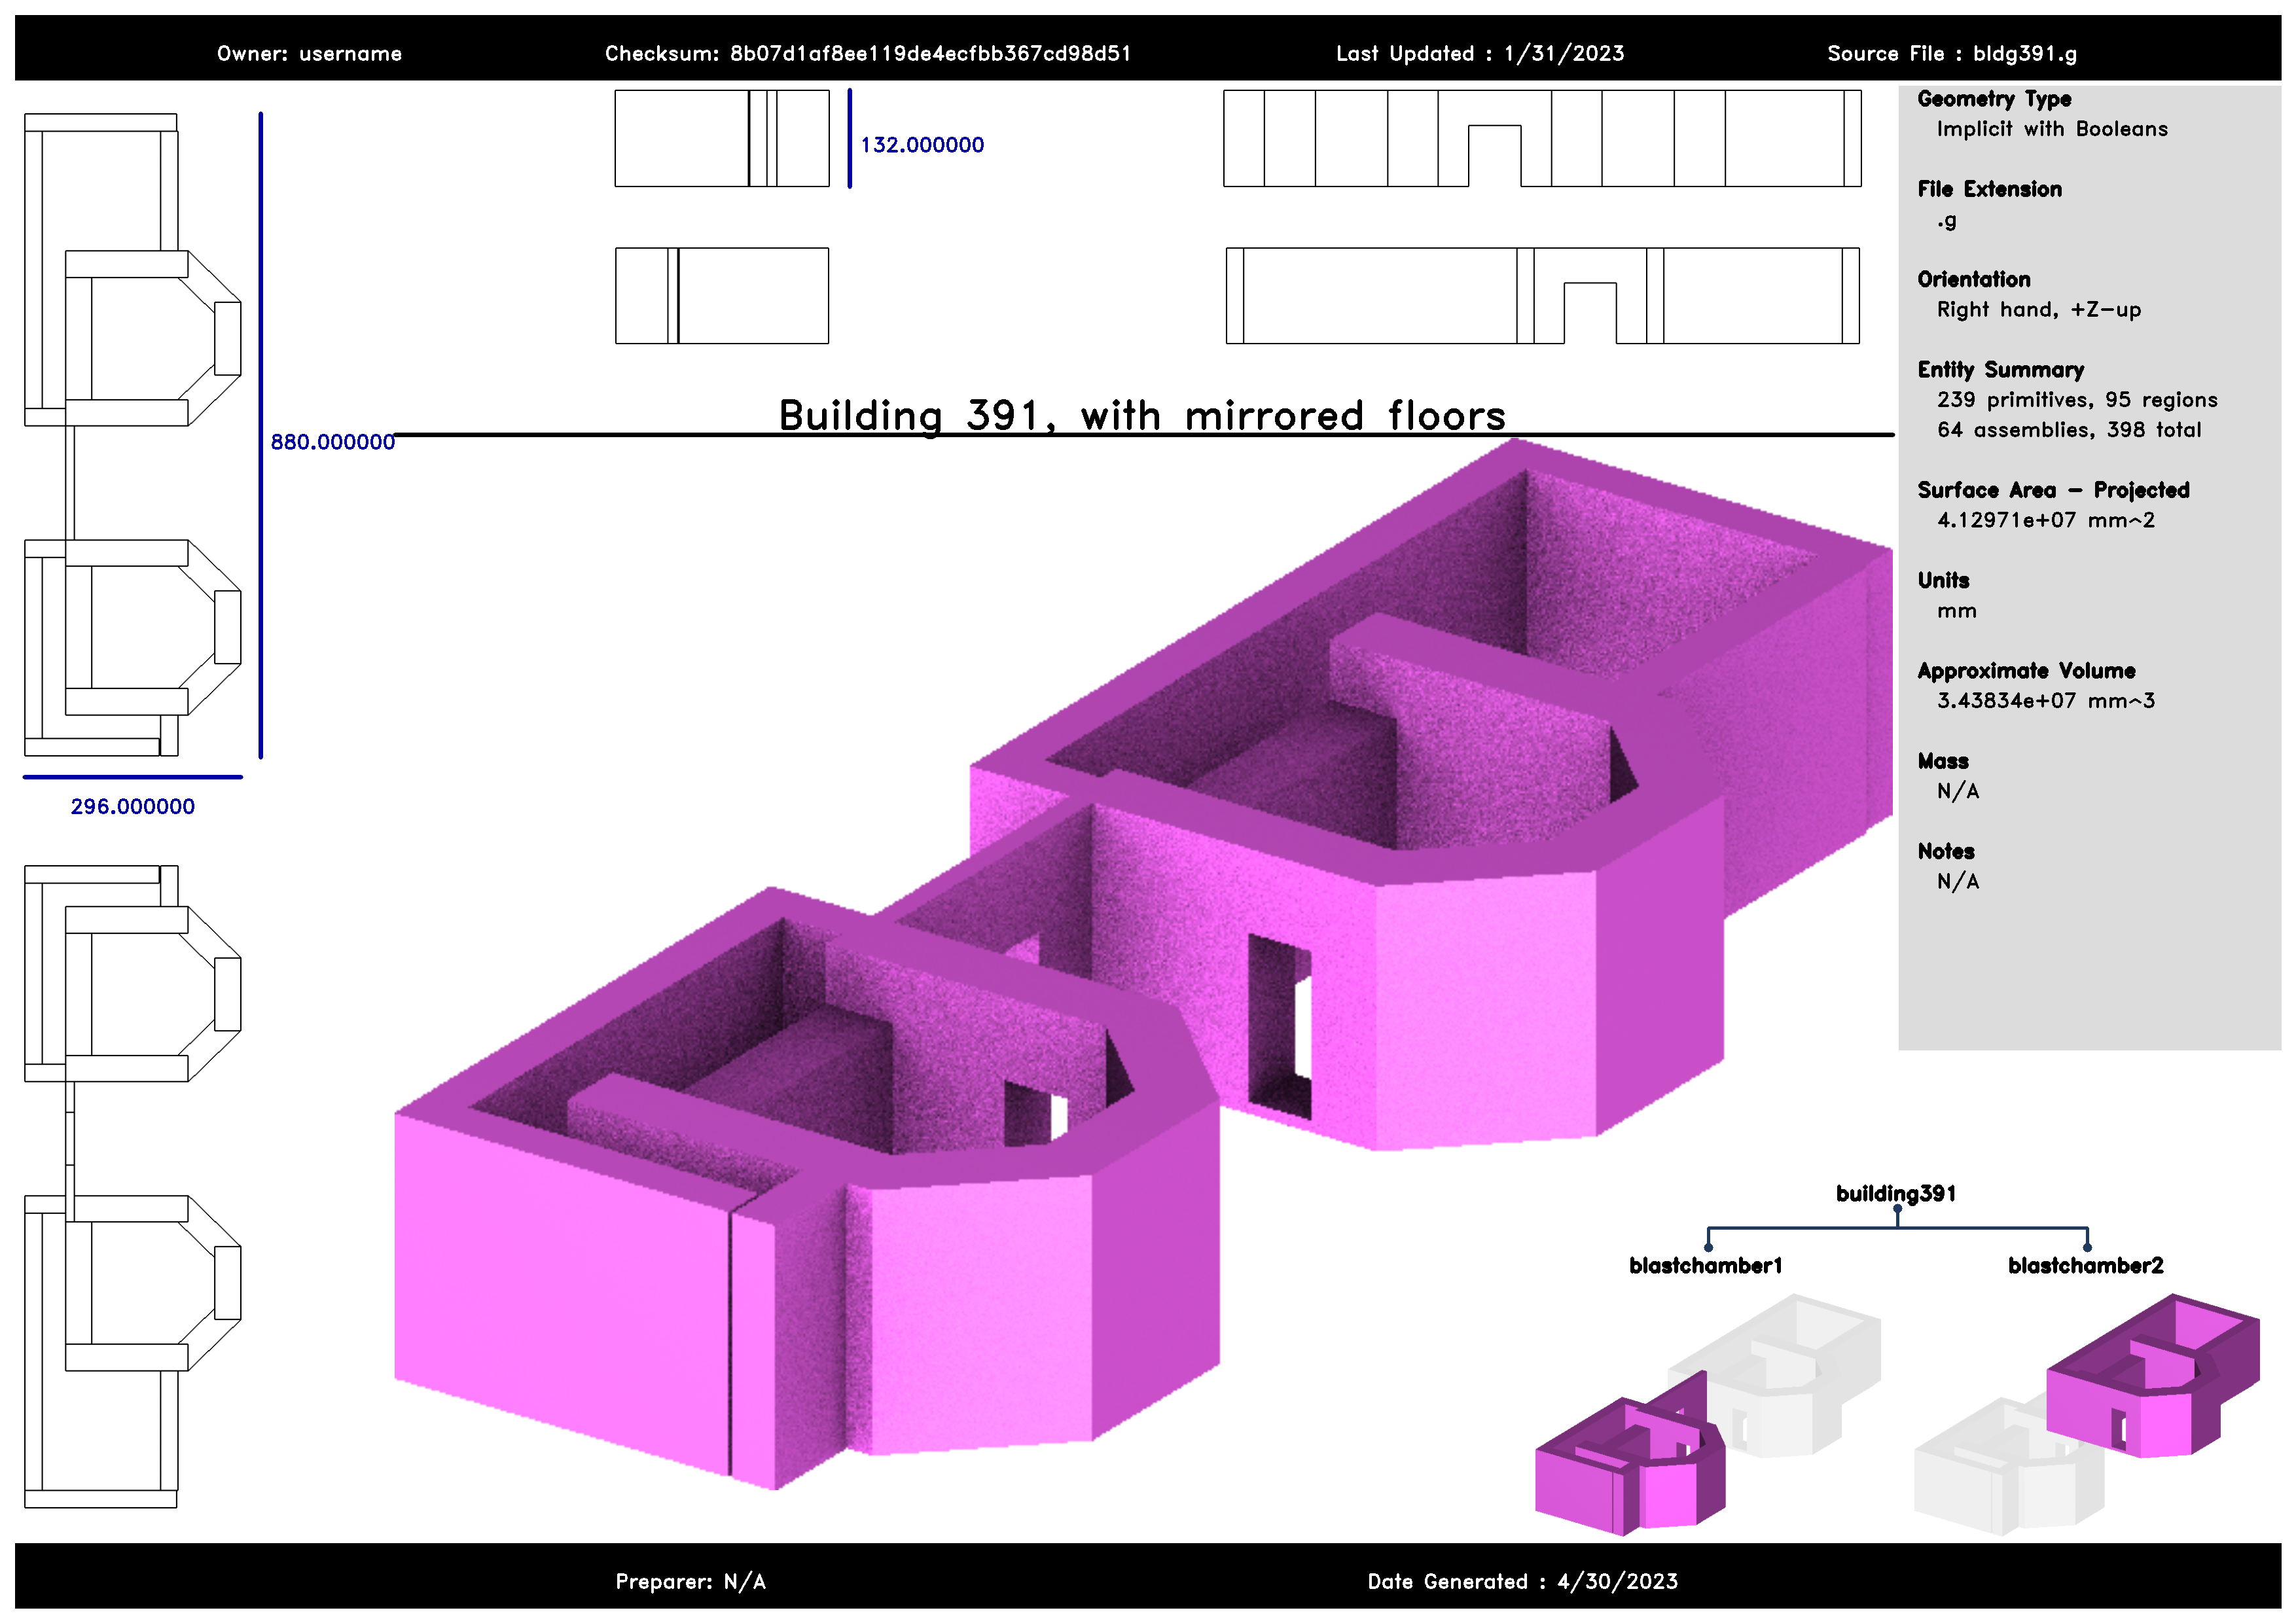 Owner: username
Checksum: 8b07d1af8ee119de4ecfbb367cd98d51
Last Updated : 1/31/2023
Source File : bldg391.g
132.000000
880.000000
296.000000
Building 391, with mirrored floors
Geometry Type
Implicit with Booleans
File Extension
.g
Orientation
Right hand, +Z-up
Entity Summary
239 primitives, 95 regions
64 assemblies, 398 total
Surface Area - Projected
4.12971e+07 mm^2
Units
mm
Approximate Volume
3.43834e+07 mm^3
Mass
N/A
Notes
N/A
building391
blastchamber1
blastchamber2
Preparer: N/A
Date Generated : 4/30/2023